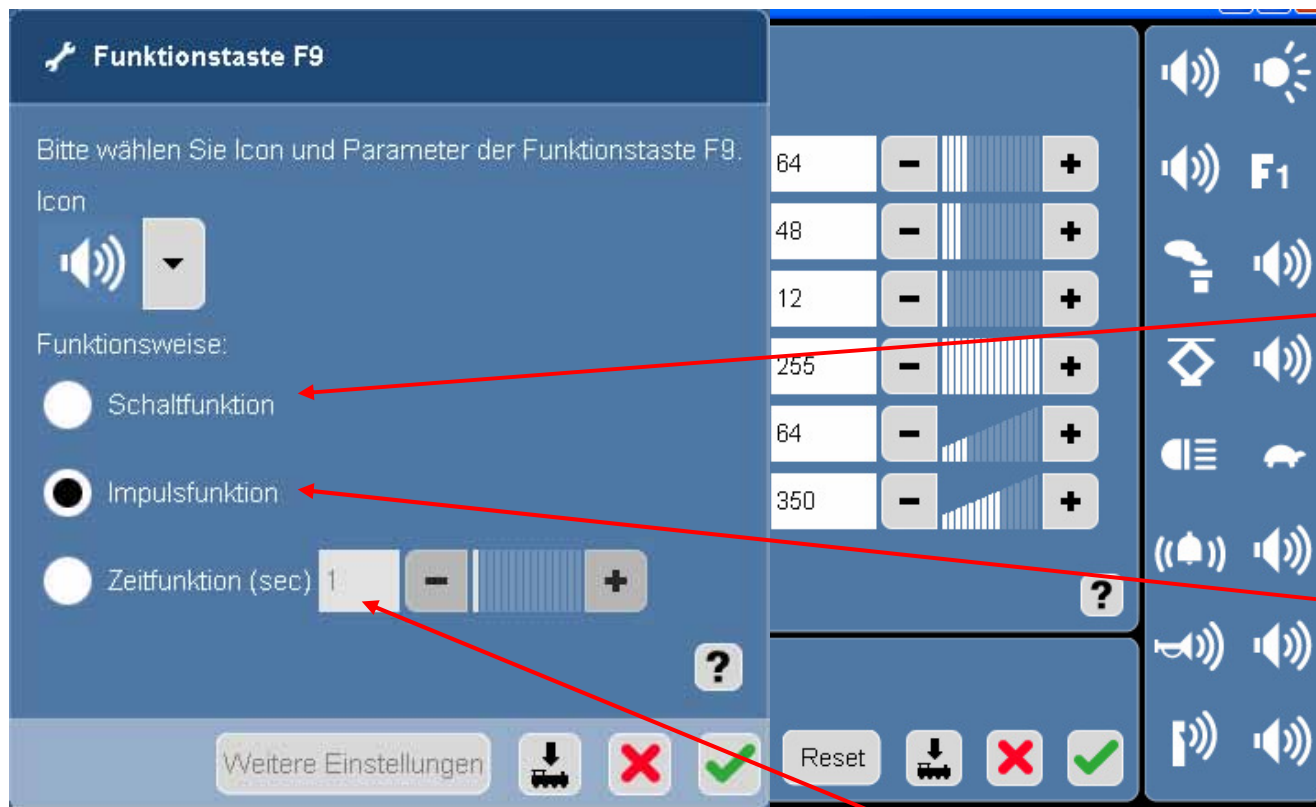 Funktionstaste F9
Bitte wählen Sie Icon und Parameter der Funktionstaste F9.
Icon
Funktionsweise:
Schaltfunktion
Impulsfunktion
Zeitfunktion (sec) 1
?
Weitere Einstellungen
64
48
12
255
64
350
?
Reset
F1